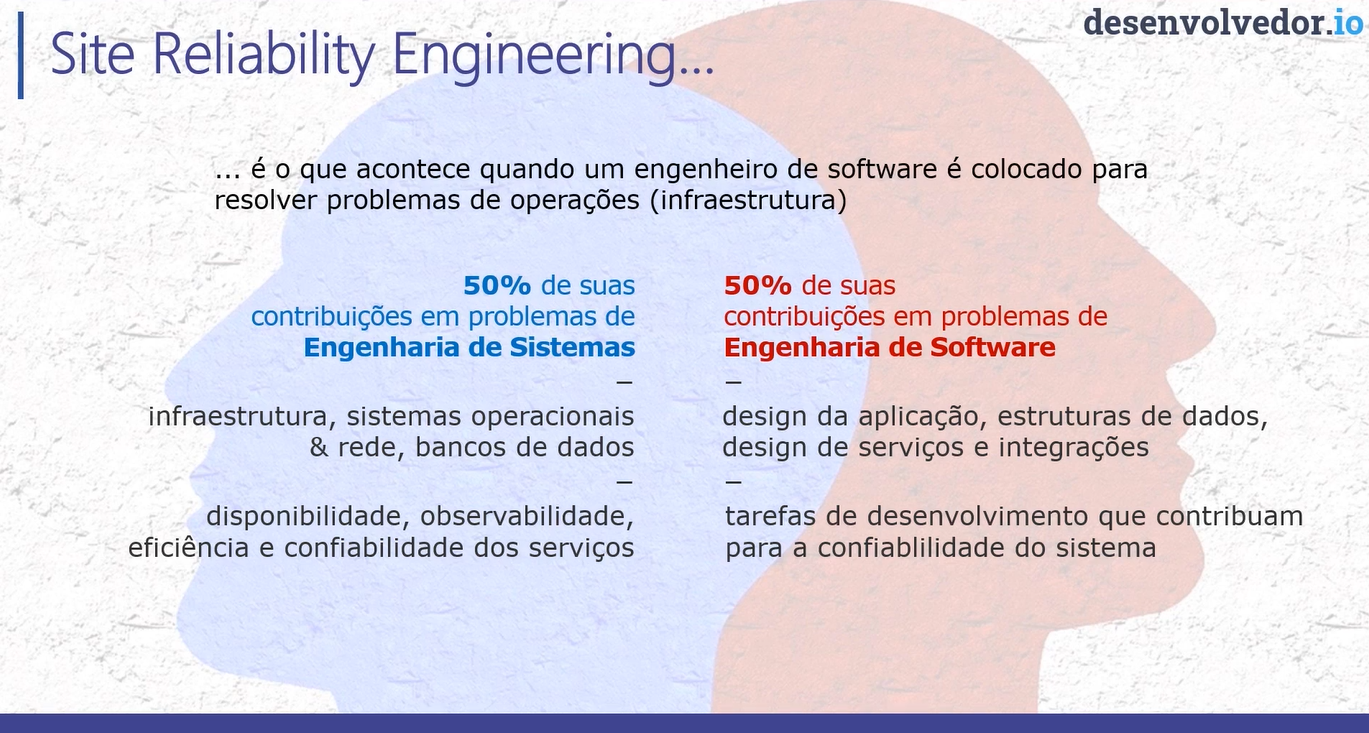 desenvolvedor.io
Site Reliability Engineering...
... é o que acontece quando um engenheiro de software é colocado para
resolver problemas de operações (infraestrutura)
50% de suas
contribuições em problemas de
Engenharia de Sistemas
–
infraestrutura, sistemas operacionais
& rede, bancos de dados
–
disponibilidade, observabilidade,
eficiência e confiabilidade dos serviços
50% de suas
contribuições em problemas de
Engenharia de Software
–
design da aplicação, estruturas de dados,
design de serviços e integrações
–
tarefas de desenvolvimento que contribuam
para a confiablilidade do sistema